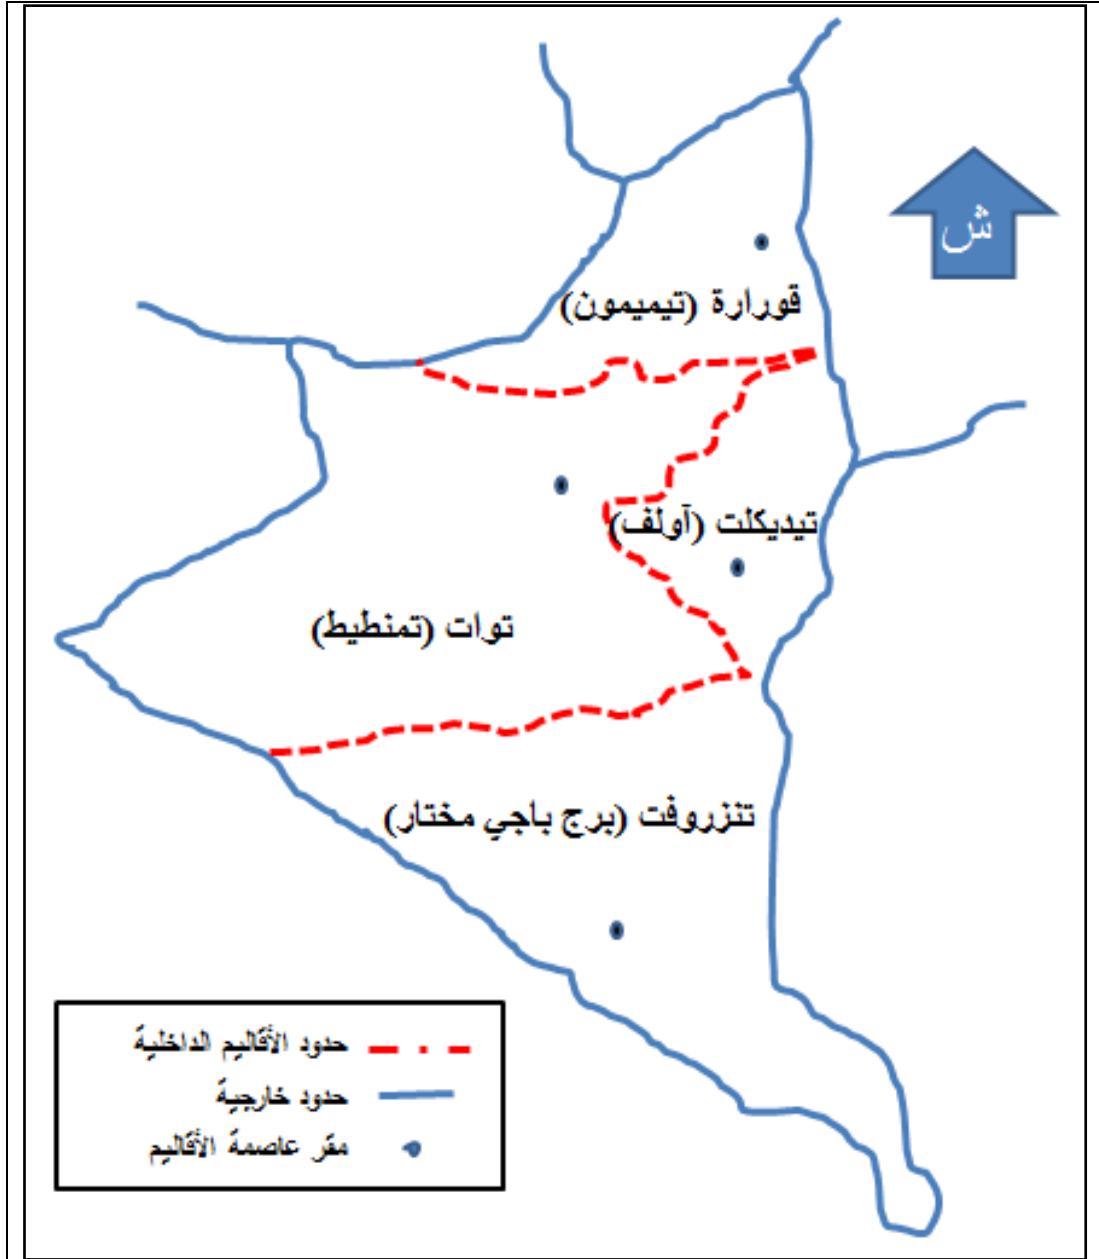 ش
قورارة (تيميمون)
تيديكلت (آولف)
توات (تمنطيط)
تنزروفت (برج باجي مختار)
حدود الأقاليم الداخلية
حدود خارجية
مقر عاصمة الأقاليم